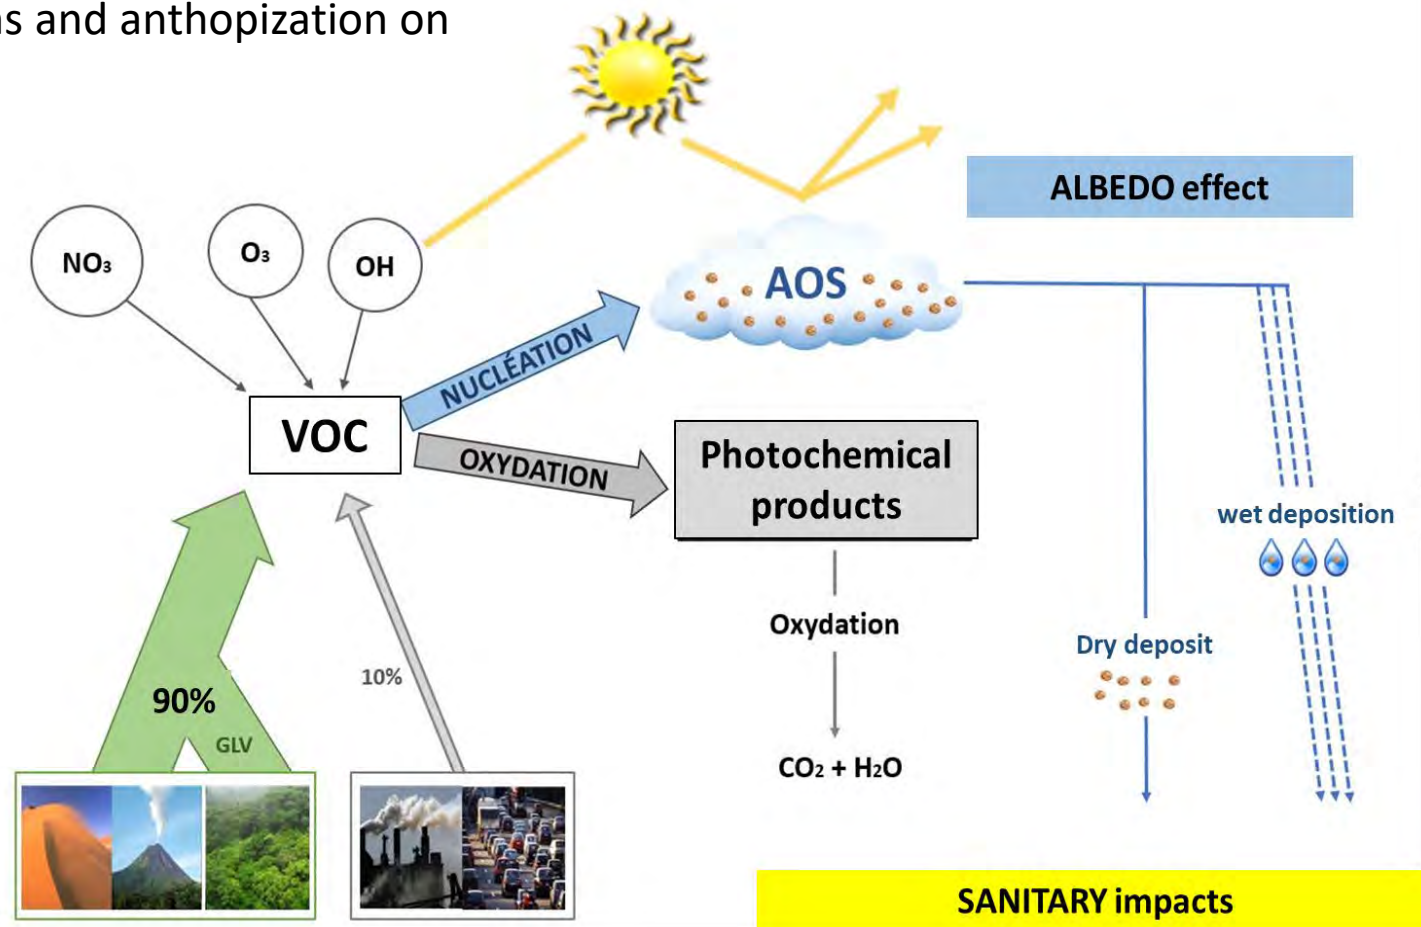 ns and anthopization on
ALBEDO effect
NO₃
O₃
OH
AOS
NUCLÉATION
VOC
OXYDATION
Photochemical
products
wet deposition
Oxydation
Dry deposit
10%
90%
GLV
CO₂ + H₂O
SANITARY impacts